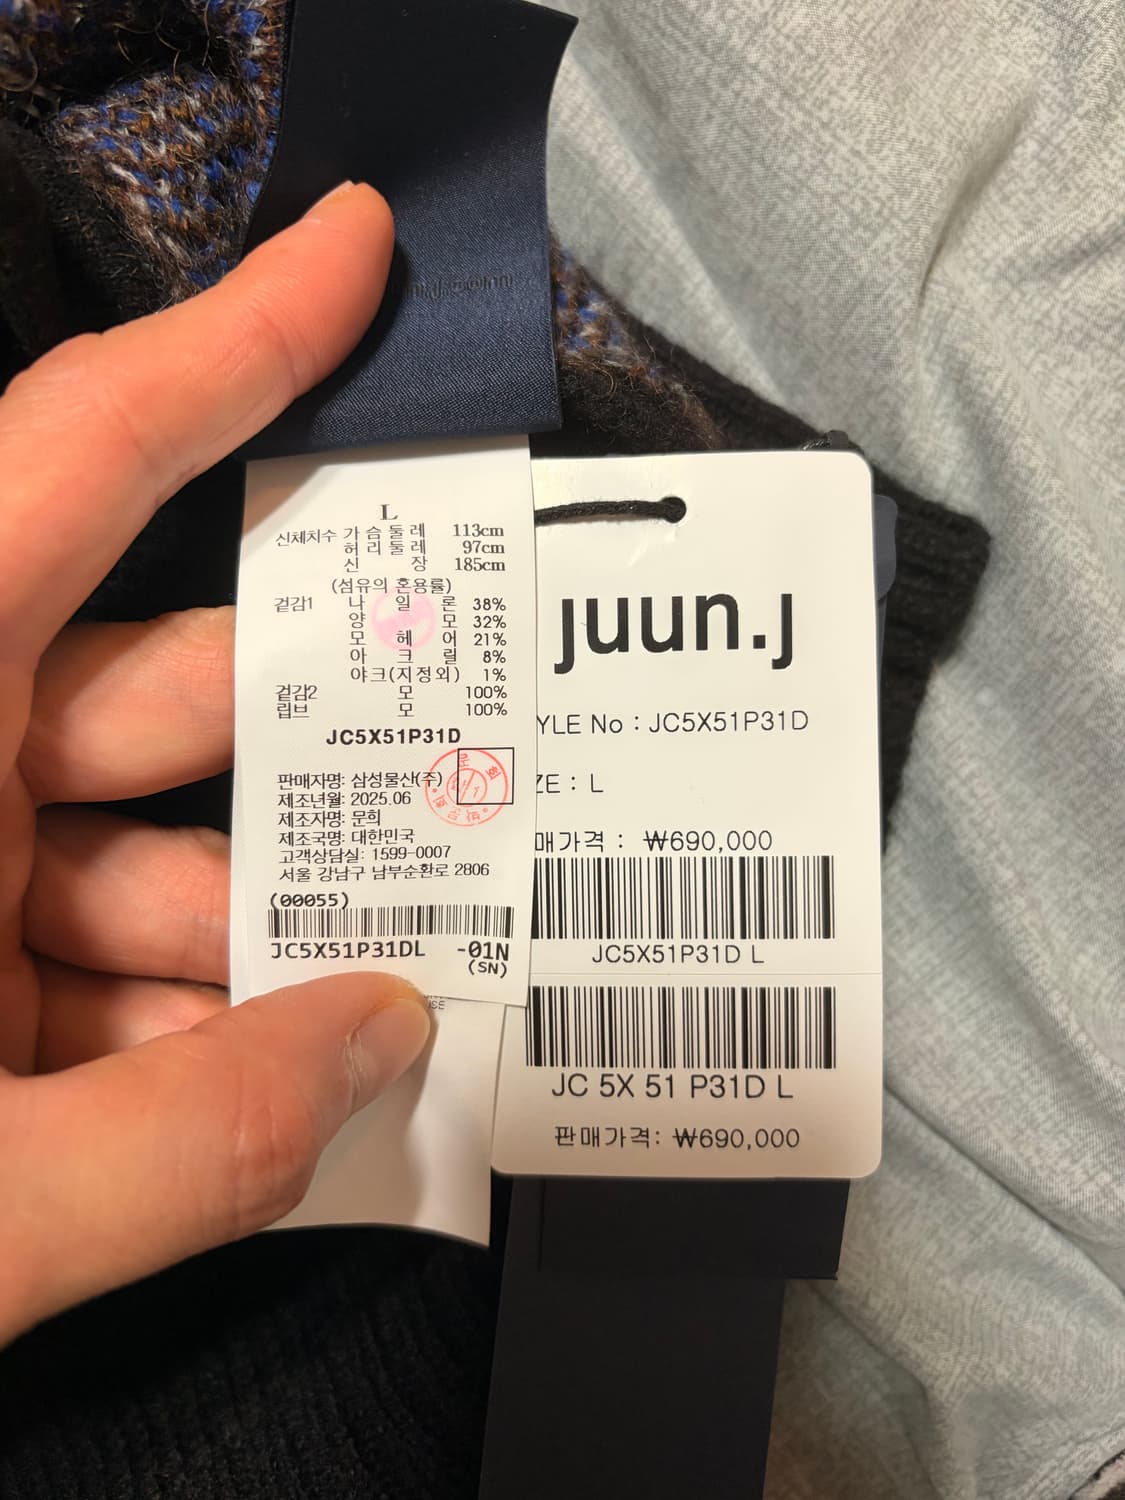 L
신체치수 가슴둘레 113cm
허리둘레 97cm
신 장 185cm
(섬유의 혼용률)
겉감1 나 일 론 38%
양 모 32%
모 헤 어 21%
아 크 릴 8%
야크(지정외) 1%
겉감2 모 100%
립브 모 100%
JC5X51P31D
판매자명: 삼성물산(주)
제조년월: 2025.06
제조자명: 문희
제조국명: 대한민국
고객상담실: 1599-0007
서울 강남구 남부순환로 2806
(00055)
JC5X51P31DL -01N
(SN)
juun.j
YLE No : JC5X51P31D
ZE : L
매가격 : ₩690,000
JC5X51P31D L
JC 5X 51 P31D L
판매가격: ₩690,000